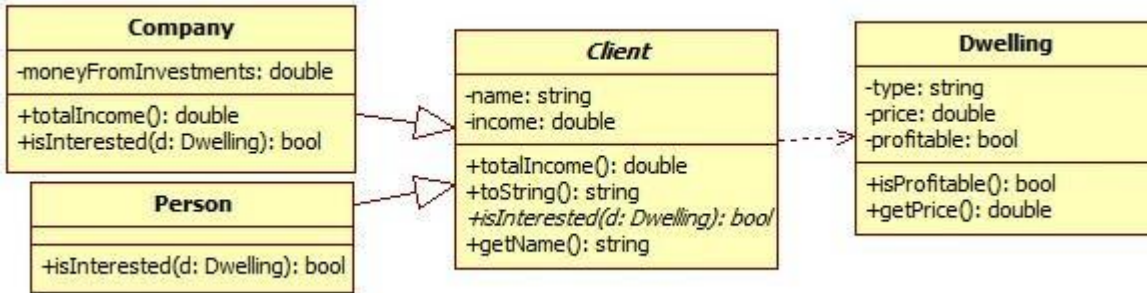 Company
-moneyFromInvestments: double
+totalIncome(): double
+isInterested(d: Dwelling): bool
Person
+isInterested(d: Dwelling): bool
Client
-name: string
-income: double
+totalIncome(): double
+toString(): string
+isInterested(d: Dwelling): bool
+getName(): string
Dwelling
-type: string
-price: double
-profitable: bool
+isProfitable(): bool
+getPrice(): double